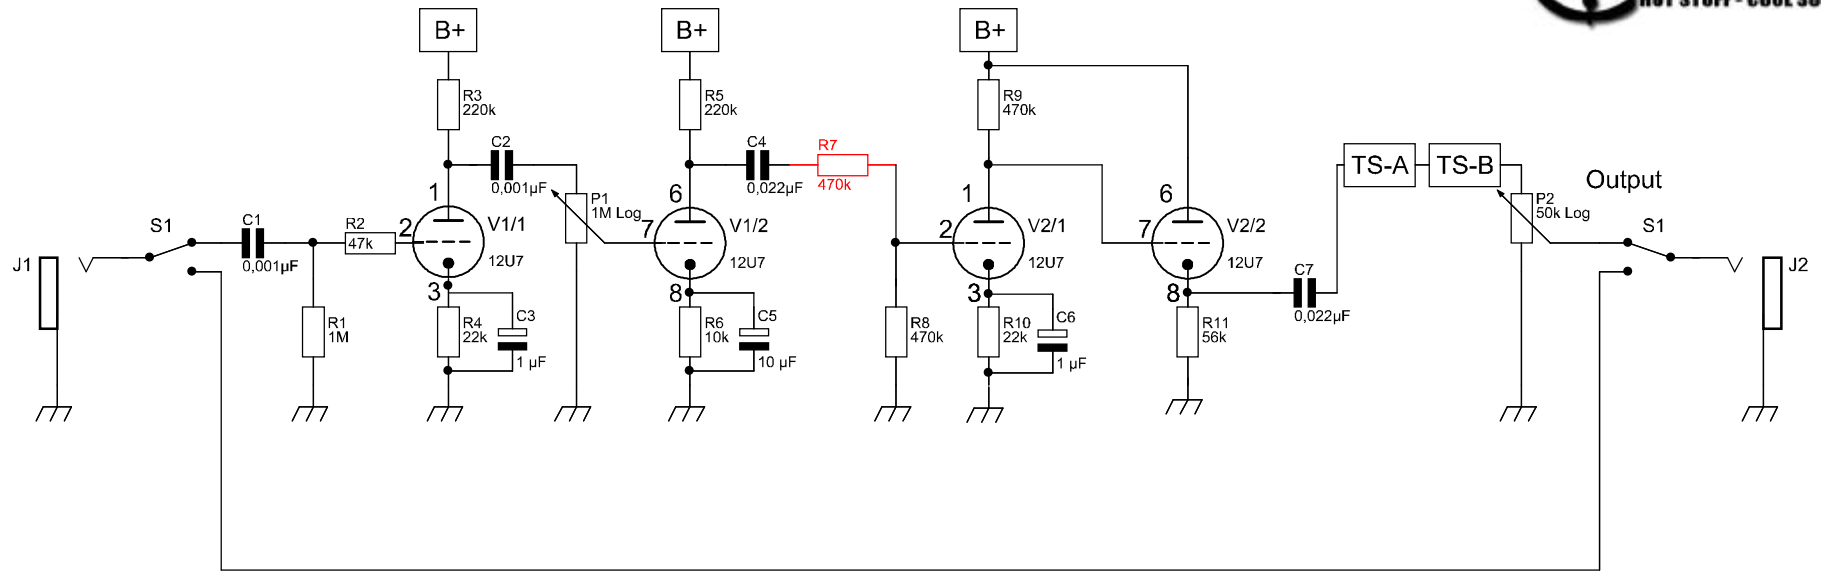 HOT STUFF - COOL SO
B+
B+
B+
R3
220k
R5
220k
R9
470k
C2
0,001µF
C4
0,022µF
R7
470k
TS-A
TS-B
Output
1
6
1
6
P1
1M Log
P2
50k Log
S1
C1
0,001µF
R2
47k
2
V1/1
12U7
7
V1/2
12U7
2
V2/1
12U7
7
V2/2
12U7
S1
J1
J2
3
8
3
8
C7
0,022µF
R1
1M
R4
22k
C3
1 µF
R6
10k
C5
10 µF
R8
470k
R10
22k
C6
1 µF
R11
56k